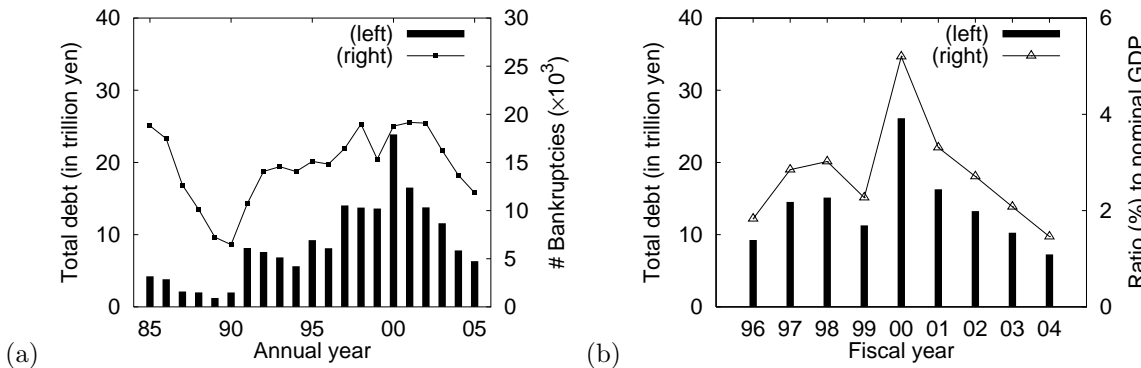 (a)
Total debt (in trillion yen)
40
30
20
10
0
(left)
(right)
30
25
20
15
10
5
0
# Bankruptcies (×10³)
85 90 95 00 05
Annual year
(b)
Total debt (in trillion yen)
40
30
20
10
0
(left)
(right)
6
4
2
0
Ratio (%) to nominal GDP
96 97 98 99 00 01 02 03 04
Fiscal year